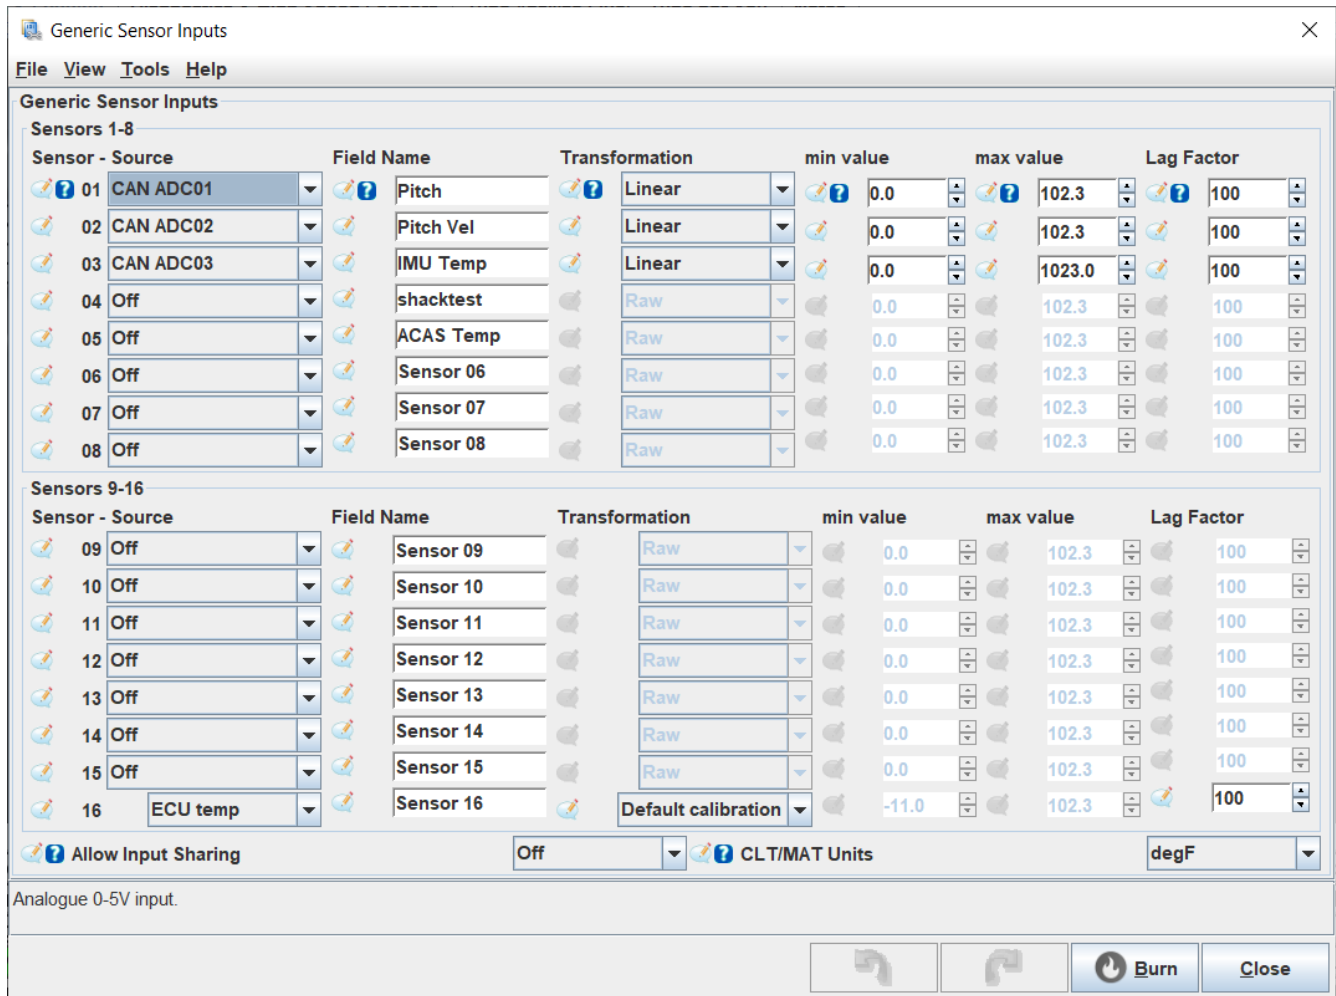 Generic Sensor Inputs
File View Tools Help
Generic Sensor Inputs
Sensors 1-8
Sensor - Source Field Name Transformation min value max value Lag Factor
01 CAN ADC01 Pitch Linear 0.0 102.3 100
02 CAN ADC02 Pitch Vel Linear 0.0 102.3 100
03 CAN ADC03 IMU Temp Linear 0.0 1023.0 100
04 Off shacktest Raw 0.0 102.3 100
05 Off ACAS Temp Raw 0.0 102.3 100
06 Off Sensor 06 Raw 0.0 102.3 100
07 Off Sensor 07 Raw 0.0 102.3 100
08 Off Sensor 08 Raw 0.0 102.3 100
Sensors 9-16
Sensor - Source Field Name Transformation min value max value Lag Factor
09 Off Sensor 09 Raw 0.0 102.3 100
10 Off Sensor 10 Raw 0.0 102.3 100
11 Off Sensor 11 Raw 0.0 102.3 100
12 Off Sensor 12 Raw 0.0 102.3 100
13 Off Sensor 13 Raw 0.0 102.3 100
14 Off Sensor 14 Raw 0.0 102.3 100
15 Off Sensor 15 Raw 0.0 102.3 100
16 ECU temp Sensor 16 Default calibration -11.0 102.3 100
Allow Input Sharing Off CLT/MAT Units degF
Analogue 0-5V input.
Burn Close